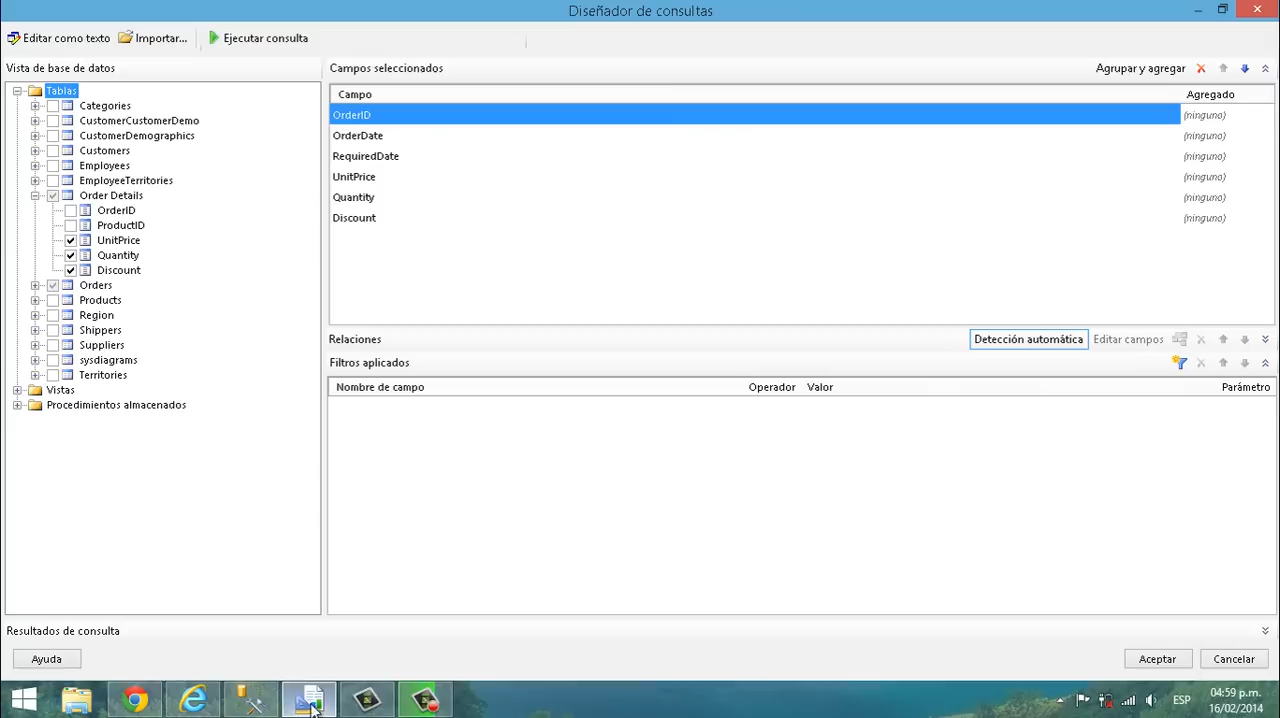 Diseñador de consultas
Editar como texto Importar... Ejecutar consulta
Vista de base de datos
Tablas
Categories
CustomerCustomerDemo
CustomerDemographics
Customers
Employees
EmployeeTerritories
Order Details
OrderID
ProductID
UnitPrice
Quantity
Discount
Orders
Products
Region
Shippers
Suppliers
sysdiagrams
Territories
Vistas
Procedimientos almacenados
Campos seleccionados Agrupar y agregar
Campo Agregado
OrderID (ninguno)
OrderDate (ninguno)
RequiredDate (ninguno)
UnitPrice (ninguno)
Quantity (ninguno)
Discount (ninguno)
Relaciones Detección automática Editar campos
Filtros aplicados
Nombre de campo Operador Valor Parámetro
Resultados de consulta
Ayuda Aceptar Cancelar
ESP 04:59 p.m.
16/02/2014